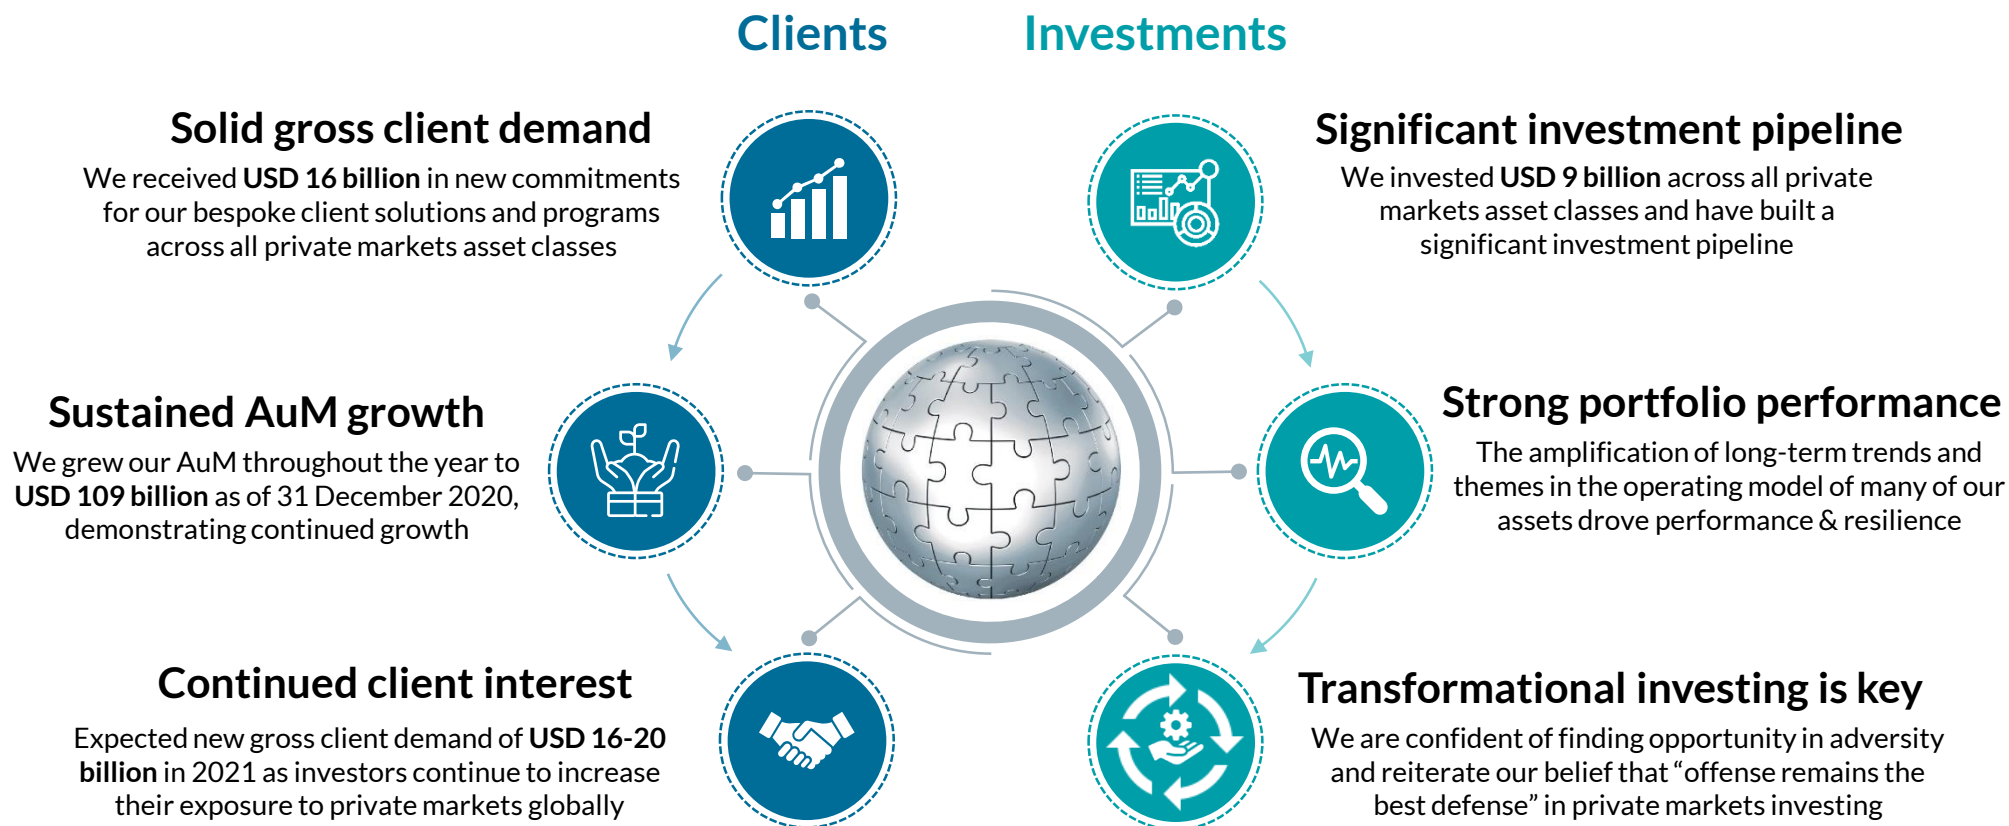 Clients
Investments
Solid gross client demand
We received USD 16 billion in new commitments
for our bespoke client solutions and programs
across all private markets asset classes
Significant investment pipeline
We invested USD 9 billion across all private
markets asset classes and have built a
significant investment pipeline
Sustained AuM growth
We grew our AuM throughout the year to
USD 109 billion as of 31 December 2020,
demonstrating continued growth
Strong portfolio performance
The amplification of long-term trends and
themes in the operating model of many of our
assets drove performance & resilience
Continued client interest
Expected new gross client demand of USD 16-20
billion in 2021 as investors continue to increase
their exposure to private markets globally
Transformational investing is key
We are confident of finding opportunity in adversity
and reiterate our belief that “offense remains the
best defense” in private markets investing